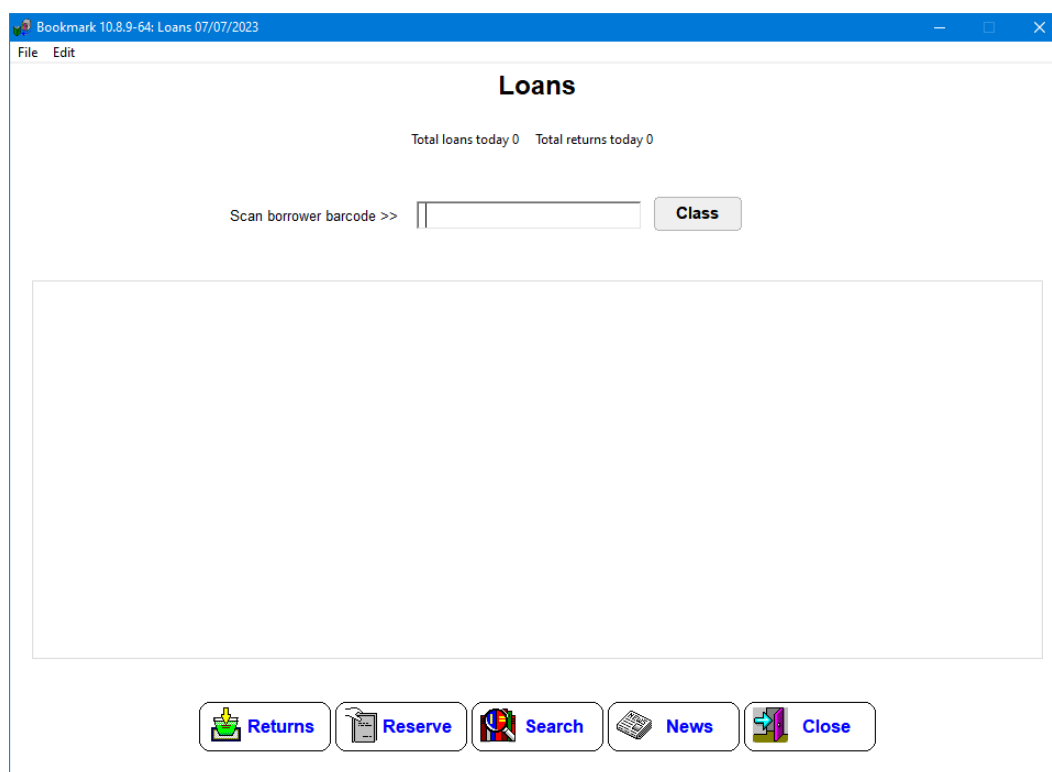 Bookmark 10.8.9-64: Loans 07/07/2023
File Edit
Loans
Total loans today 0 Total returns today 0
Scan borrower barcode >> Class
Returns Reserve Search News Close